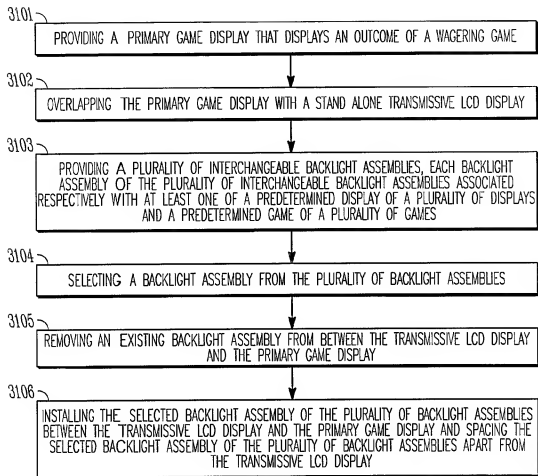 3101
PROVIDING A PRIMARY GAME DISPLAY THAT DISPLAYS AN OUTCOME OF A WAGERING GAME
3102
OVERLAPPING THE PRIMARY GAME DISPLAY WITH A STAND ALONE TRANSMISSIVE LCD DISPLAY
3103
PROVIDING A PLURALITY OF INTERCHANGEABLE BACKLIGHT ASSEMBLIES, EACH BACKLIGHT
ASSEMBLY OF THE PLURALITY OF INTERCHANGEABLE BACKLIGHT ASSEMBLIES ASSOCIATED
RESPECTIVELY WITH AT LEAST ONE OF A PREDETERMINED DISPLAY OF A PLURALITY OF DISPLAYS
AND A PREDETERMINED GAME OF A PLURALITY OF GAMES
3104
SELECTING A BACKLIGHT ASSEMBLY FROM THE PLURALITY OF BACKLIGHT ASSEMBLIES
3105
REMOVING AN EXISTING BACKLIGHT ASSEMBLY FROM BETWEEN THE TRANSMISSIVE LCD DISPLAY
AND THE PRIMARY GAME DISPLAY
3106
INSTALLING THE SELECTED BACKLIGHT ASSEMBLY OF THE PLURALITY OF BACKLIGHT ASSEMBLIES
BETWEEN THE TRANSMISSIVE LCD DISPLAY AND THE PRIMARY GAME DISPLAY AND SPACING THE
SELECTED BACKLIGHT ASSEMBLY OF THE PLURALITY OF BACKLIGHT ASSEMBLIES APART FROM
THE TRANSMISSIVE LCD DISPLAY